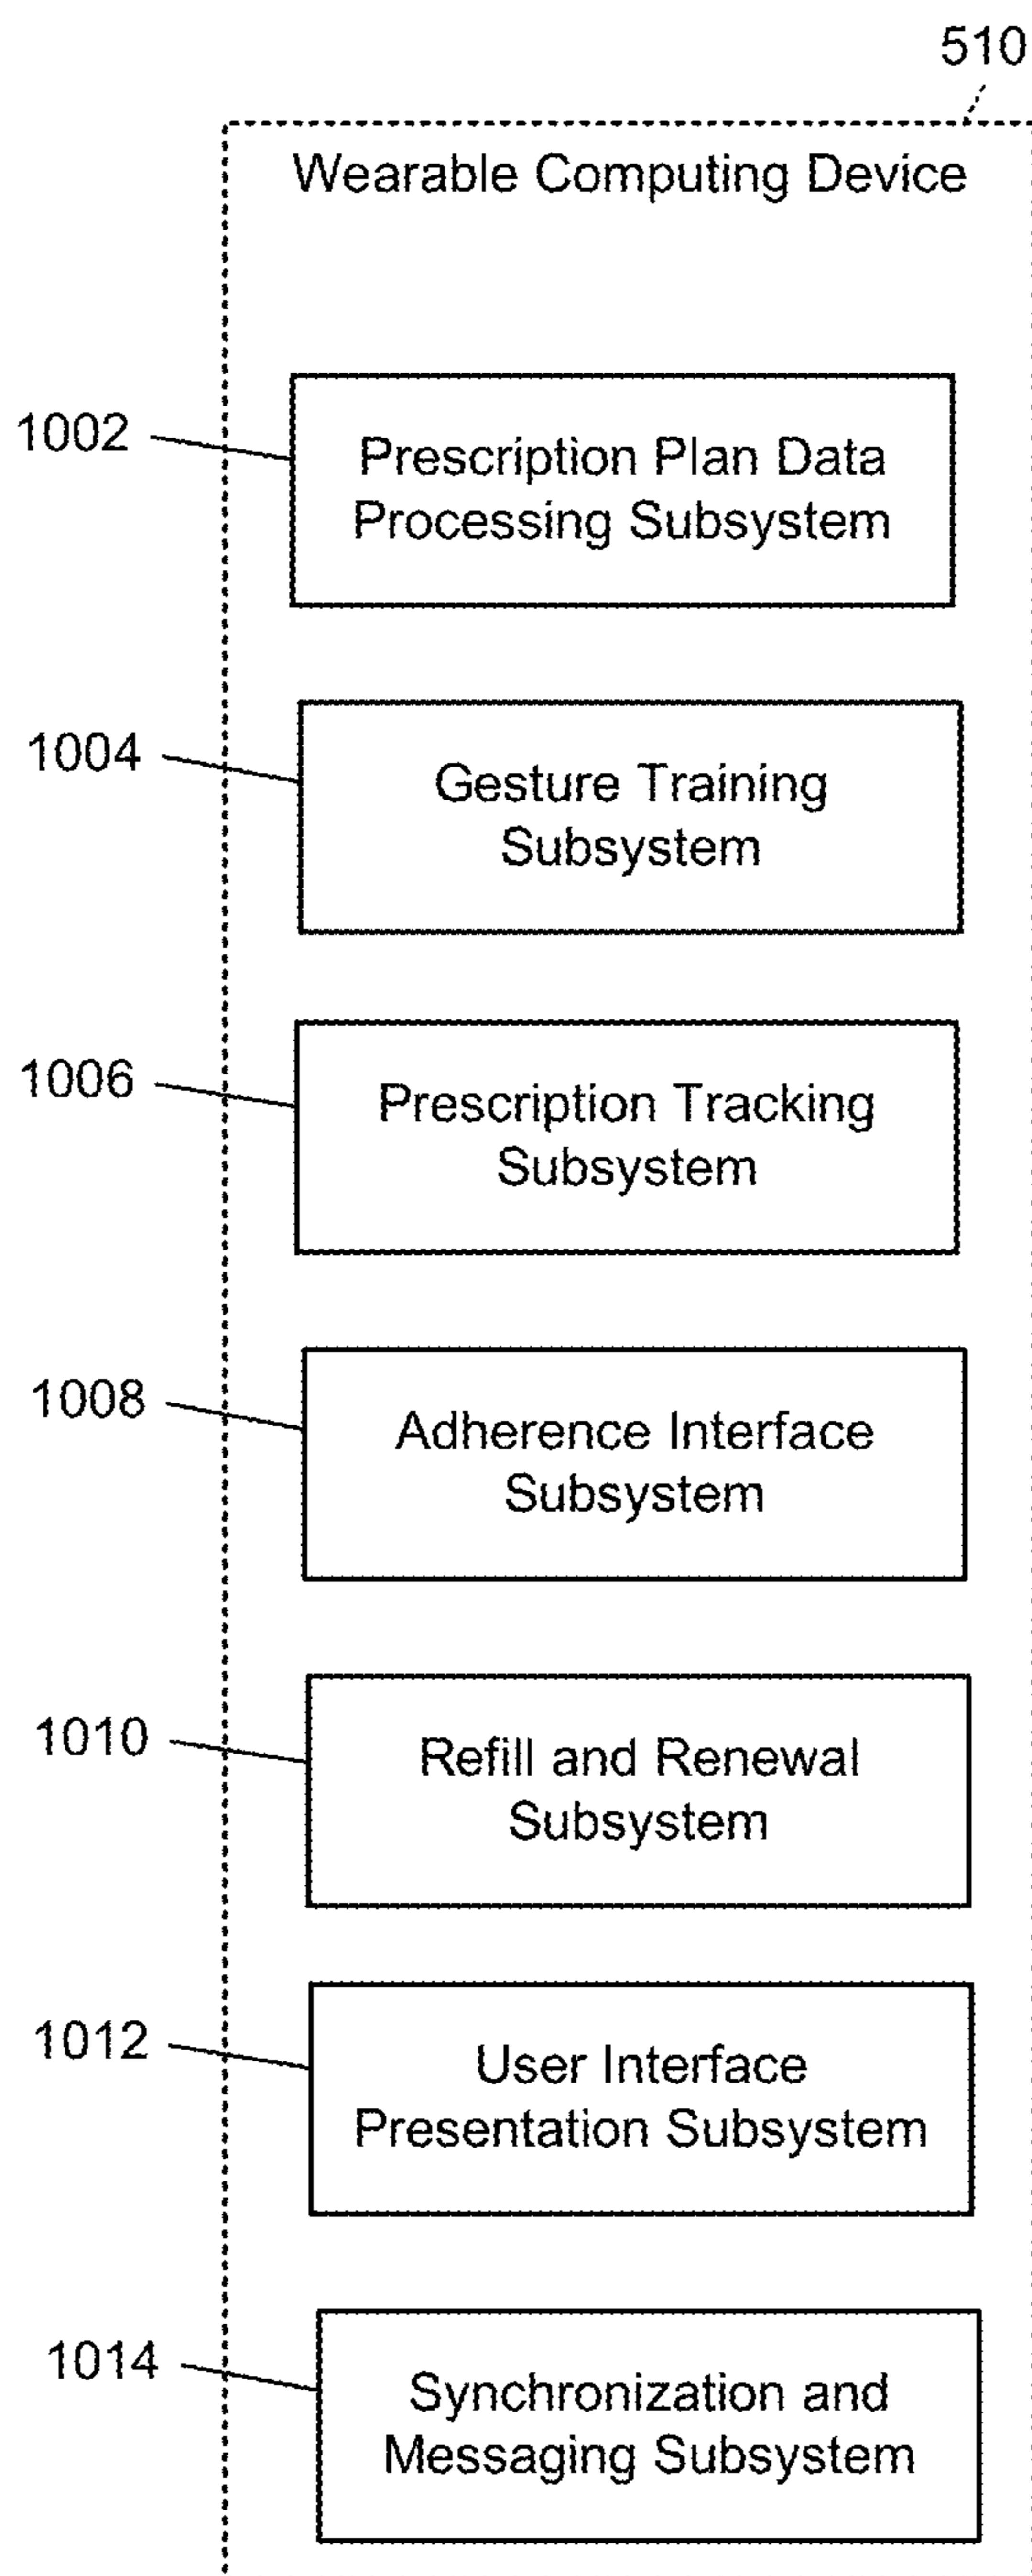 510
Wearable Computing Device
1002
Prescription Plan Data
Processing Subsystem
1004
Gesture Training
Subsystem
1006
Prescription Tracking
Subsystem
1008
Adherence Interface
Subsystem
1010
Refill and Renewal
Subsystem
1012
User Interface
Presentation Subsystem
1014
Synchronization and
Messaging Subsystem